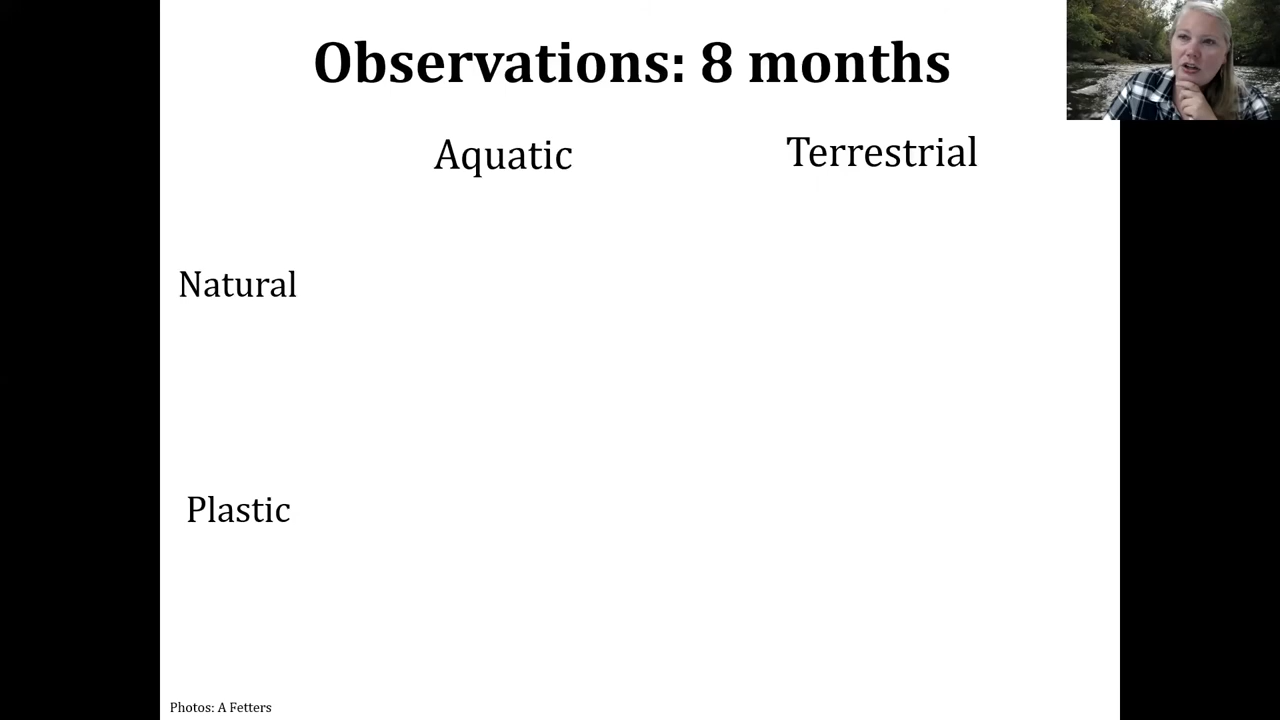 Observations: 8 months
Aquatic
Terrestrial
Natural
Plastic
Photos: A Fetters